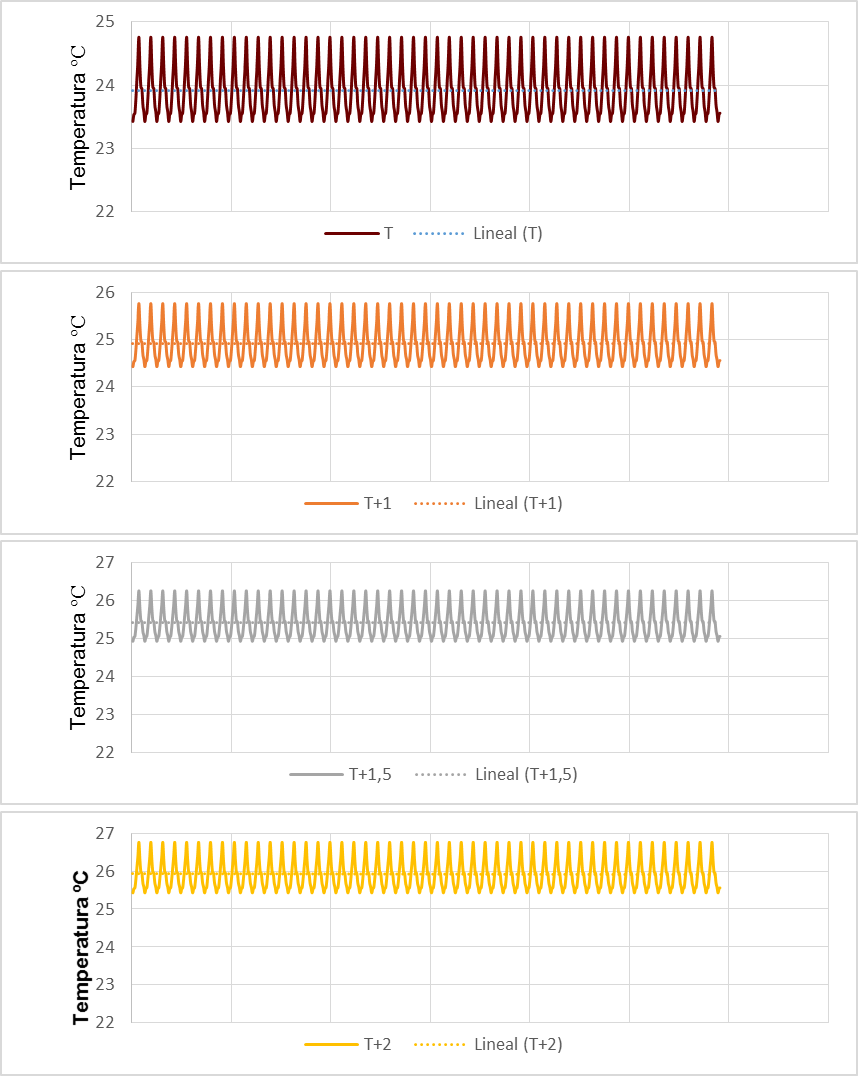 Temperatura ºC
25
24
23
22
T Lineal (T)
Temperatura ºC
26
25
24
23
22
T+1 Lineal (T+1)
Temperatura ºC
27
26
25
24
23
22
T+1,5 Lineal (T+1,5)
Temperatura ºC
27
26
25
24
23
22
T+2 Lineal (T+2)